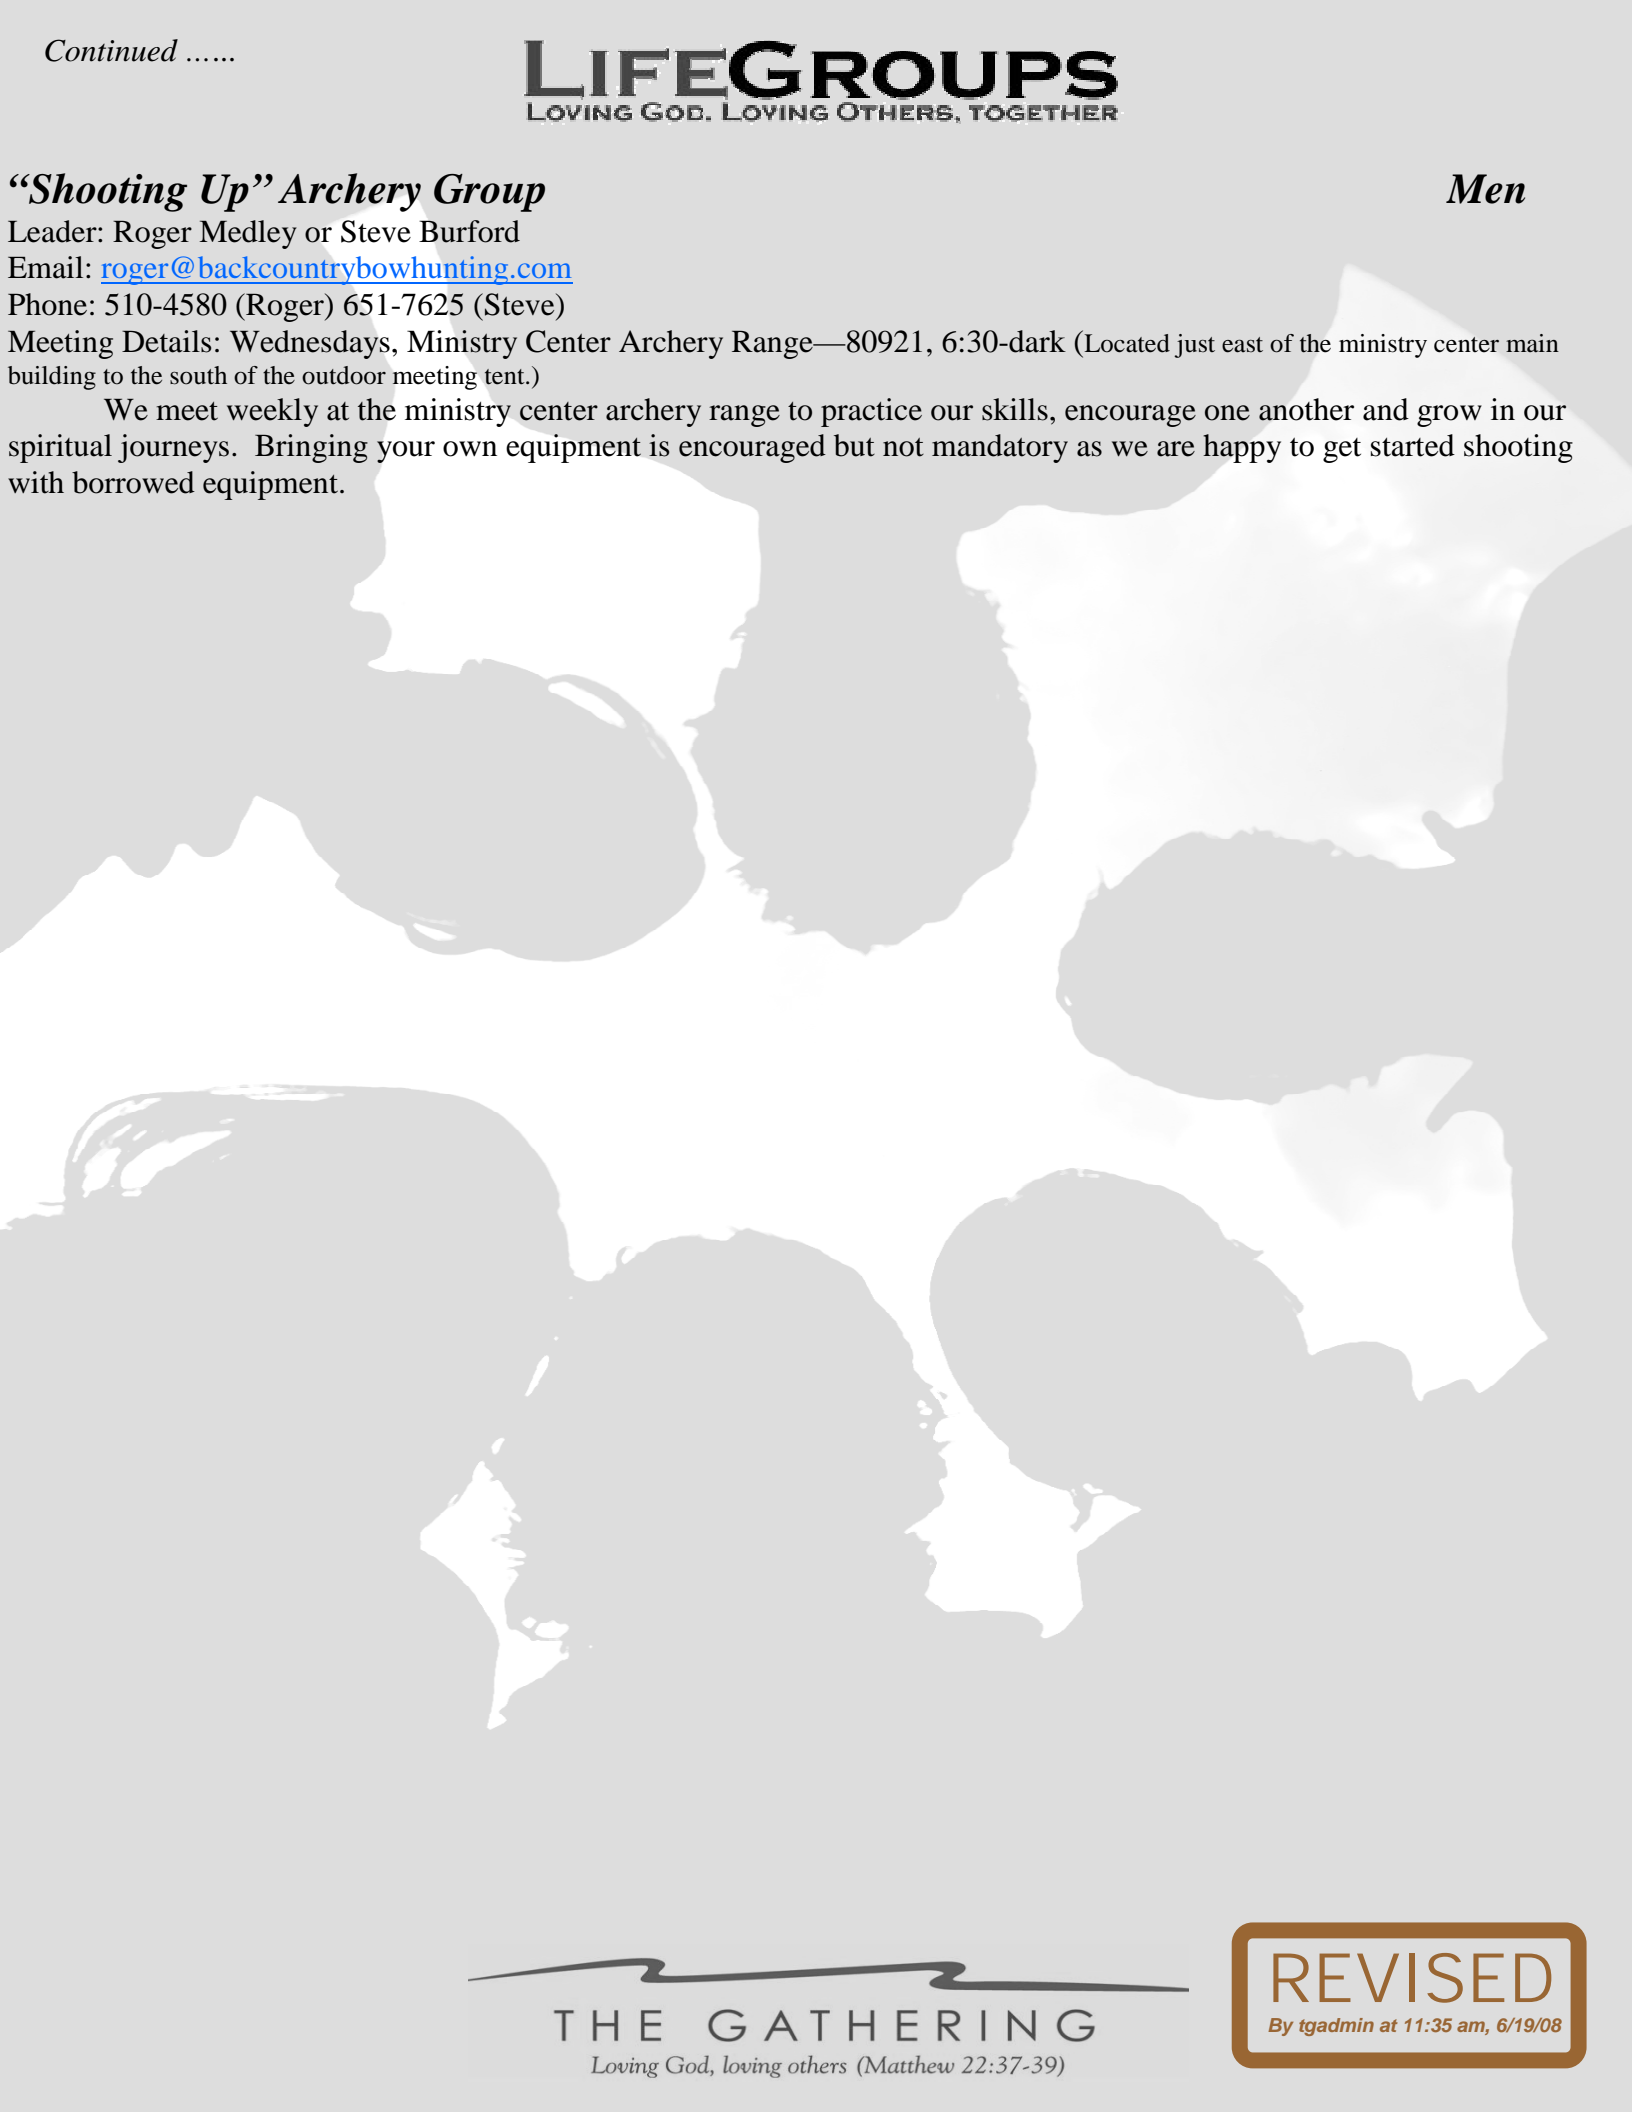 Continued …...
LIFEGROUPS
LOVING GOD. LOVING OTHERS, TOGETHER
“Shooting Up” Archery Group Men
Leader: Roger Medley or Steve Burford
Email: roger@backcountrybowhunting.com
Phone: 510-4580 (Roger) 651-7625 (Steve)
Meeting Details: Wednesdays, Ministry Center Archery Range—80921, 6:30-dark (Located just east of the ministry center main
building to the south of the outdoor meeting tent.)
We meet weekly at the ministry center archery range to practice our skills, encourage one another and grow in our
spiritual journeys.  Bringing your own equipment is encouraged but not mandatory as we are happy to get started shooting
with borrowed equipment.
THE GATHERING
Loving God, loving others (Matthew 22:37-39)
REVISED
By tgadmin at 11:35 am, 6/19/08